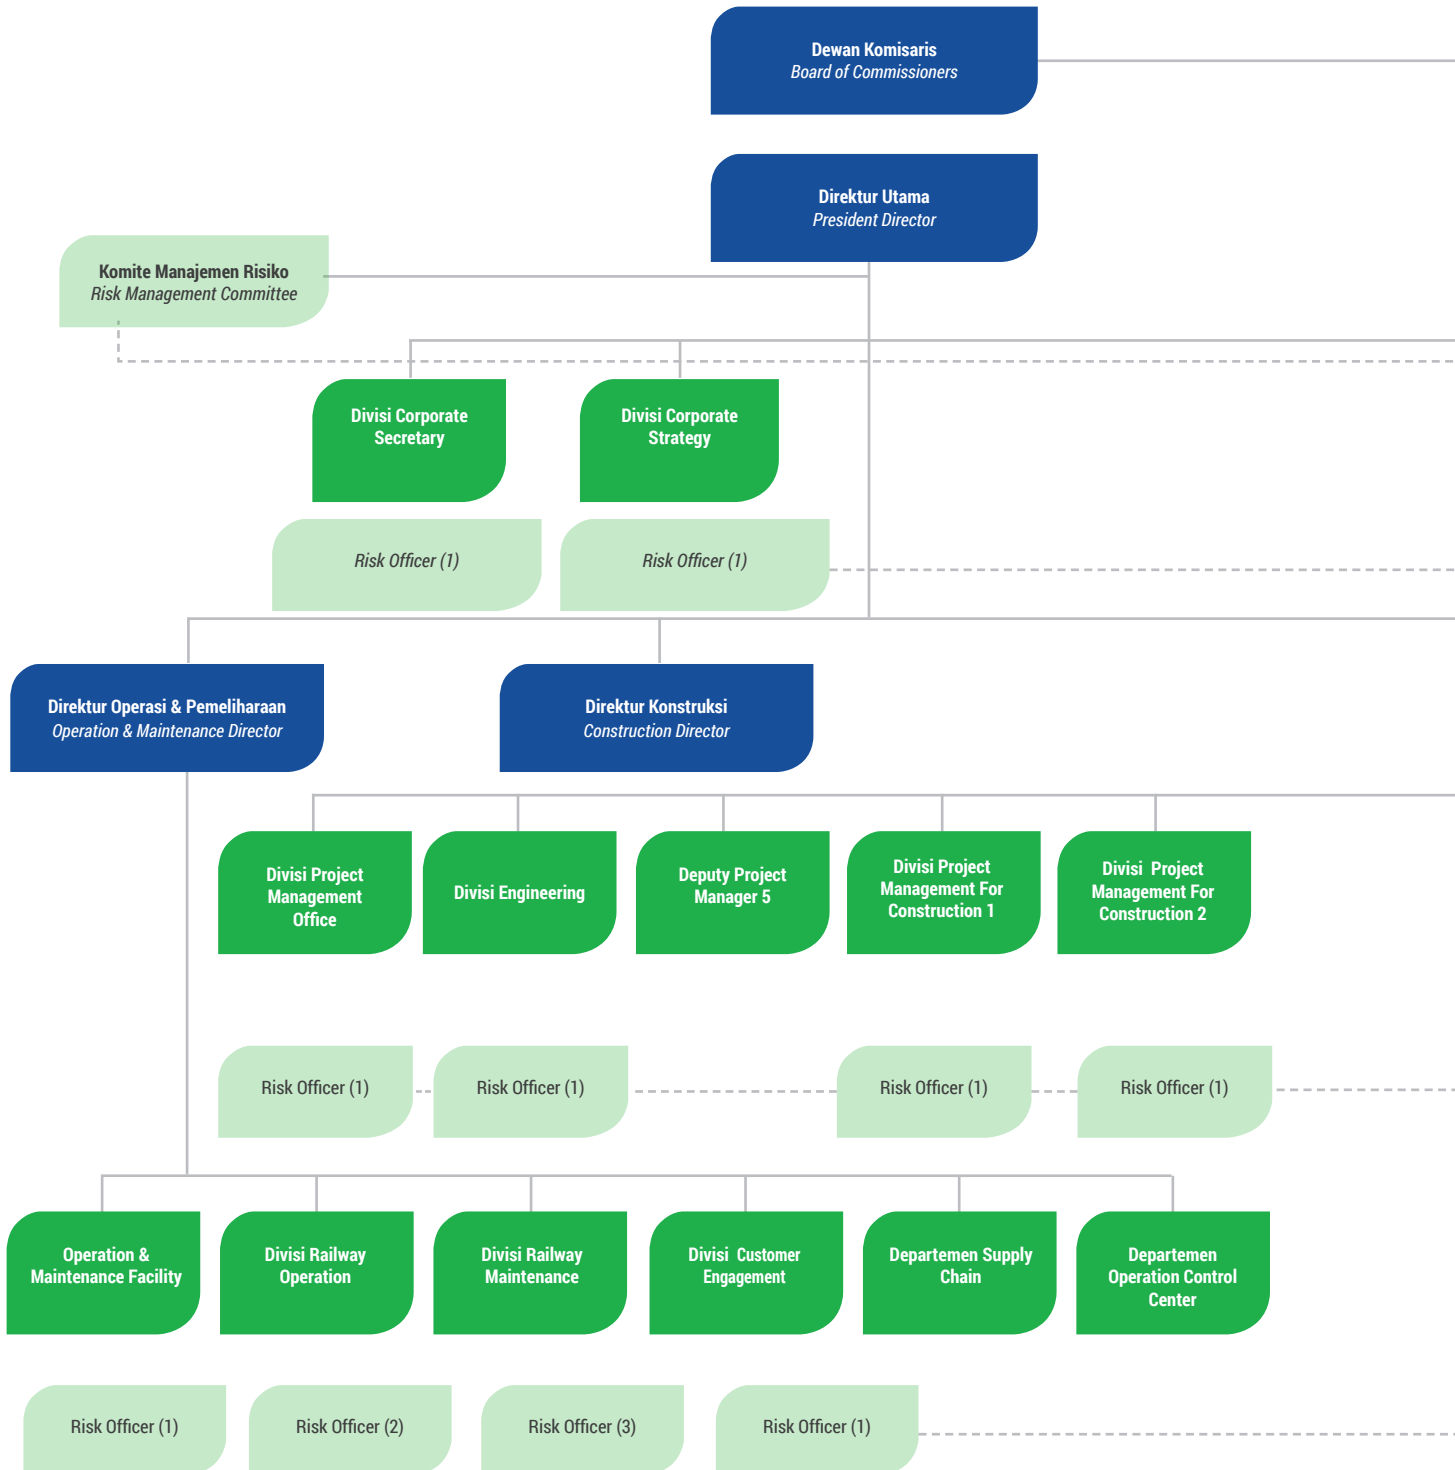 Dewan Komisaris
Board of Commissioners
Direktur Utama
President Director
Komite Manajemen Risiko
Risk Management Committee
Divisi Corporate
Secretary
Divisi Corporate
Strategy
Risk Officer (1)
Risk Officer (1)
Direktur Operasi & Pemeliharaan
Operation & Maintenance Director
Direktur Konstruksi
Construction Director
Divisi Project
Management
Office
Divisi Engineering
Deputy Project
Manager 5
Divisi Project
Management For
Construction 1
Divisi Project
Management For
Construction 2
Risk Officer (1)
Risk Officer (1)
Risk Officer (1)
Risk Officer (1)
Operation &
Maintenance Facility
Divisi Railway
Operation
Divisi Railway
Maintenance
Divisi Customer
Engagement
Departemen Supply
Chain
Departemen
Operation Control
Center
Risk Officer (1)
Risk Officer (2)
Risk Officer (3)
Risk Officer (1)